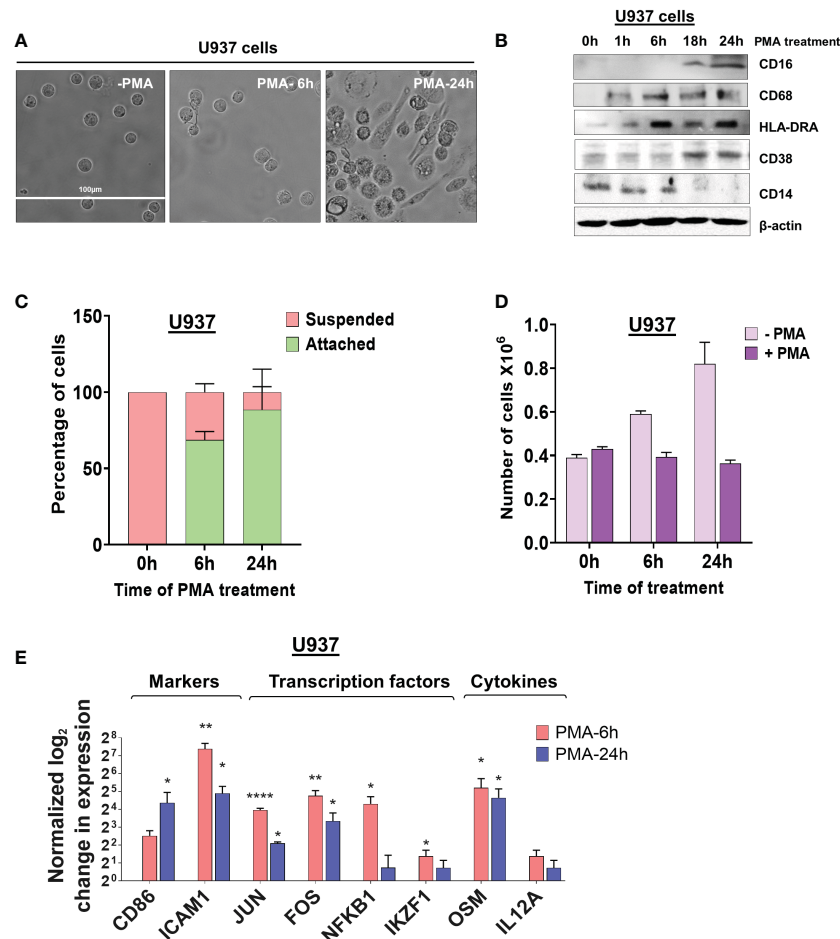 A
U937 cells
-PMA
PMA- 6h
PMA-24h
100µm
B
U937 cells
0h 1h 6h 18h 24h PMA treatment
CD16
CD68
HLA-DRA
CD38
CD14
β-actin
C
U937
Suspended
Attached
Percentage of cells
150
100
50
0
0h 6h 24h
Time of PMA treatment
D
U937
- PMA
+ PMA
Number of cells X10⁶
1.0
0.8
0.6
0.4
0.2
0.0
0h 6h 24h
Time of treatment
E
U937
Markers Transcription factors Cytokines
PMA-6h
PMA-24h
Normalized log₂
change in expression
2⁸
2⁷
2⁶
2⁵
2⁴
2³
2²
2¹
2⁰
* ** * **** * ** * * * * *
CD86 ICAM1 JUN FOS NFKB1 IKZF1 OSM IL12A